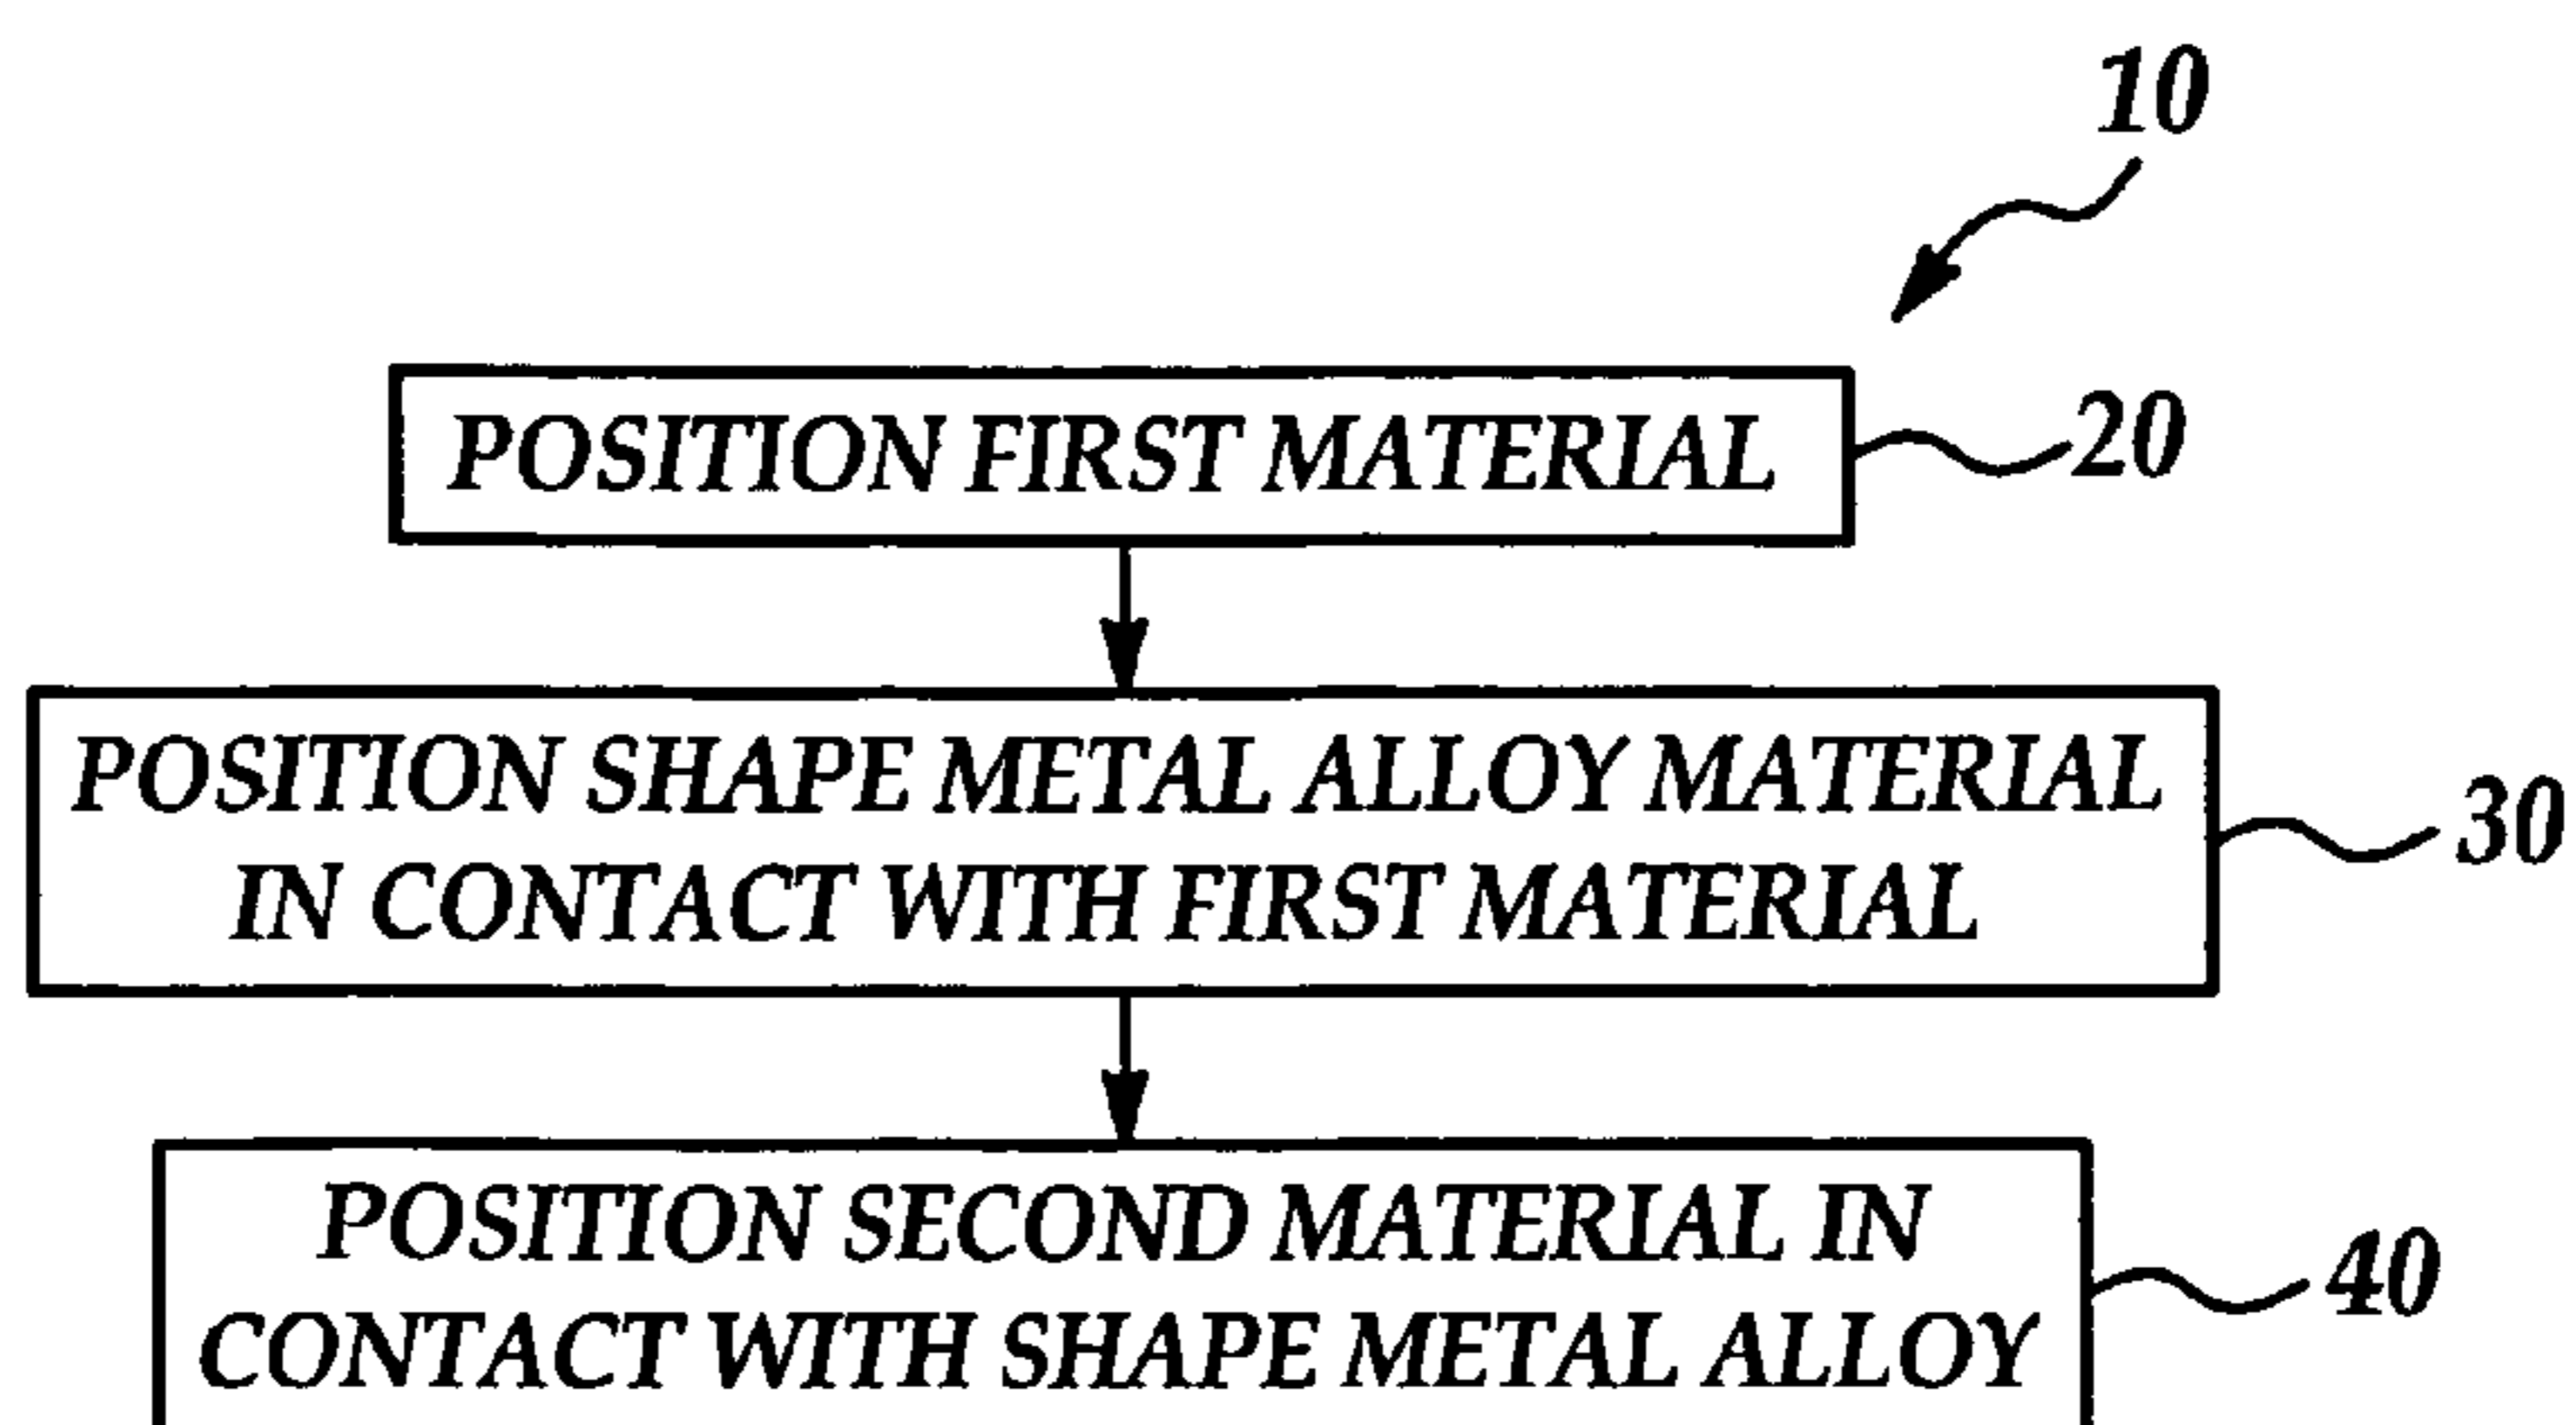 10
POSITION FIRST MATERIAL
20
POSITION SHAPE METAL ALLOY MATERIAL
IN CONTACT WITH FIRST MATERIAL
30
POSITION SECOND MATERIAL IN
CONTACT WITH SHAPE METAL ALLOY
40